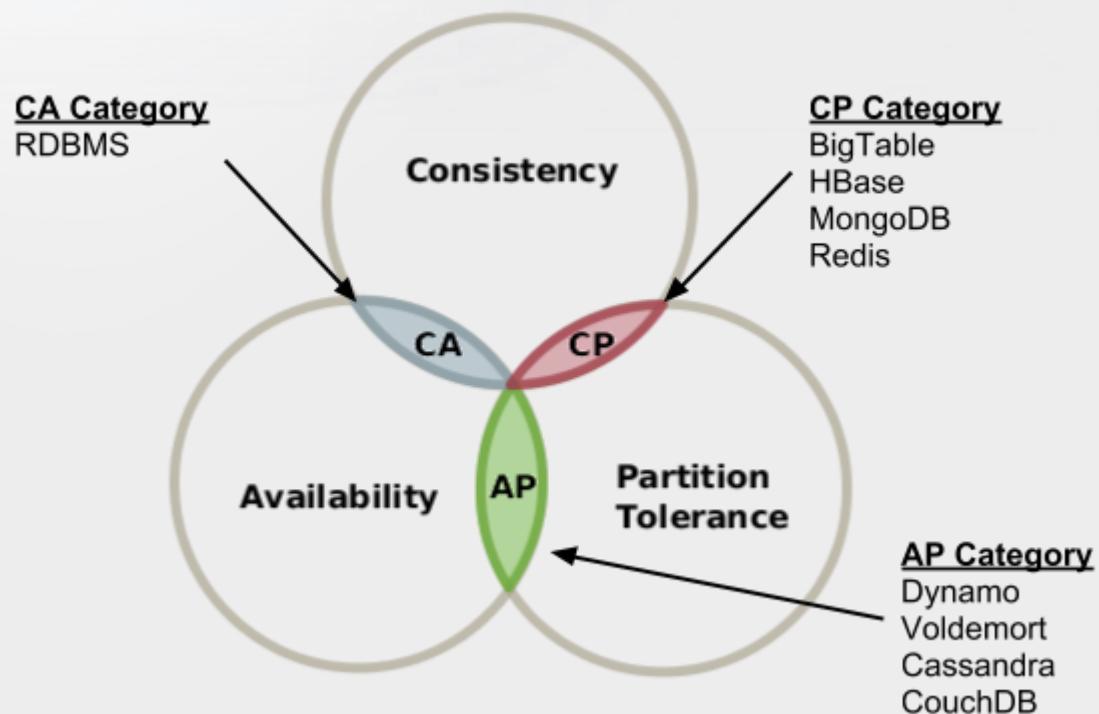 CA Category
RDBMS
CP Category
BigTable
HBase
MongoDB
Redis
Consistency
CA
CP
Availability
AP
Partition
Tolerance
AP Category
Dynamo
Voldemort
Cassandra
CouchDB